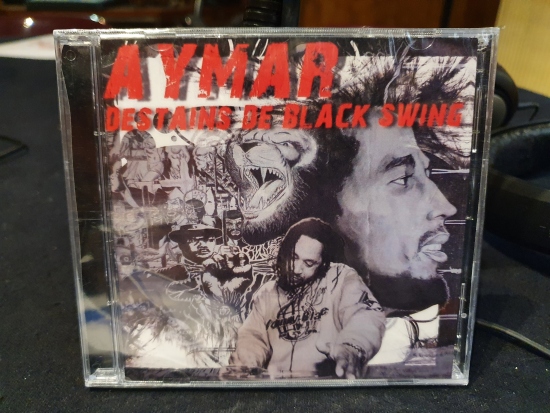 AYMAR
DESTAINS DE BLACK SWING